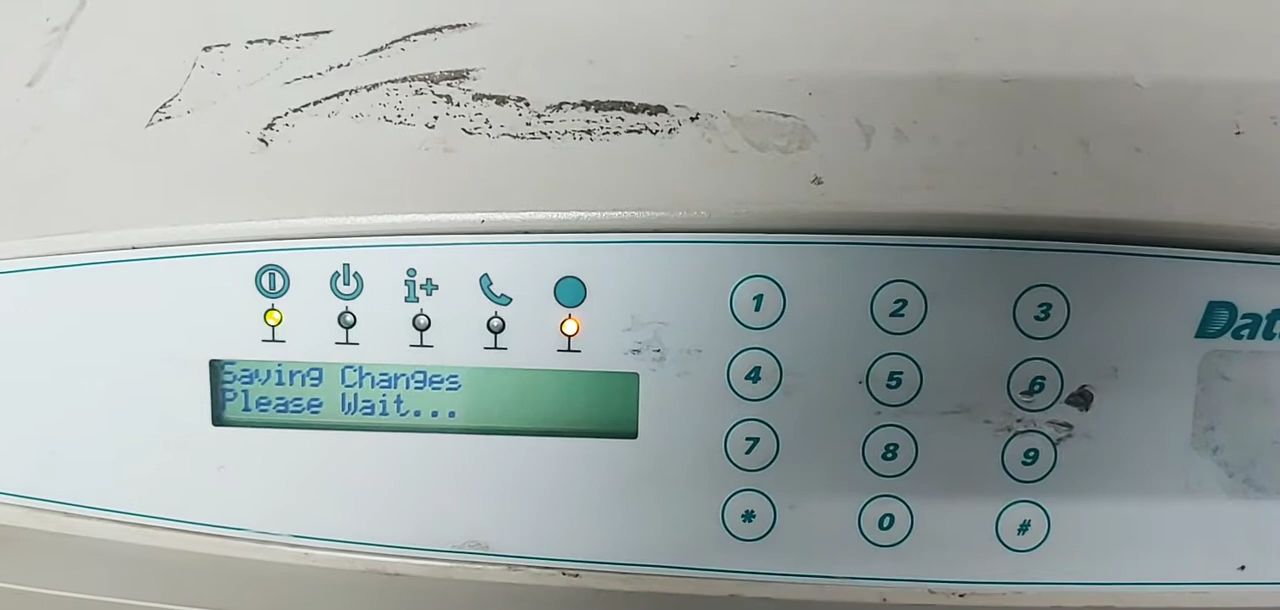 i+
Saving Changes
Please Wait...
1 2 3
4 5 6
7 8 9
* 0 #